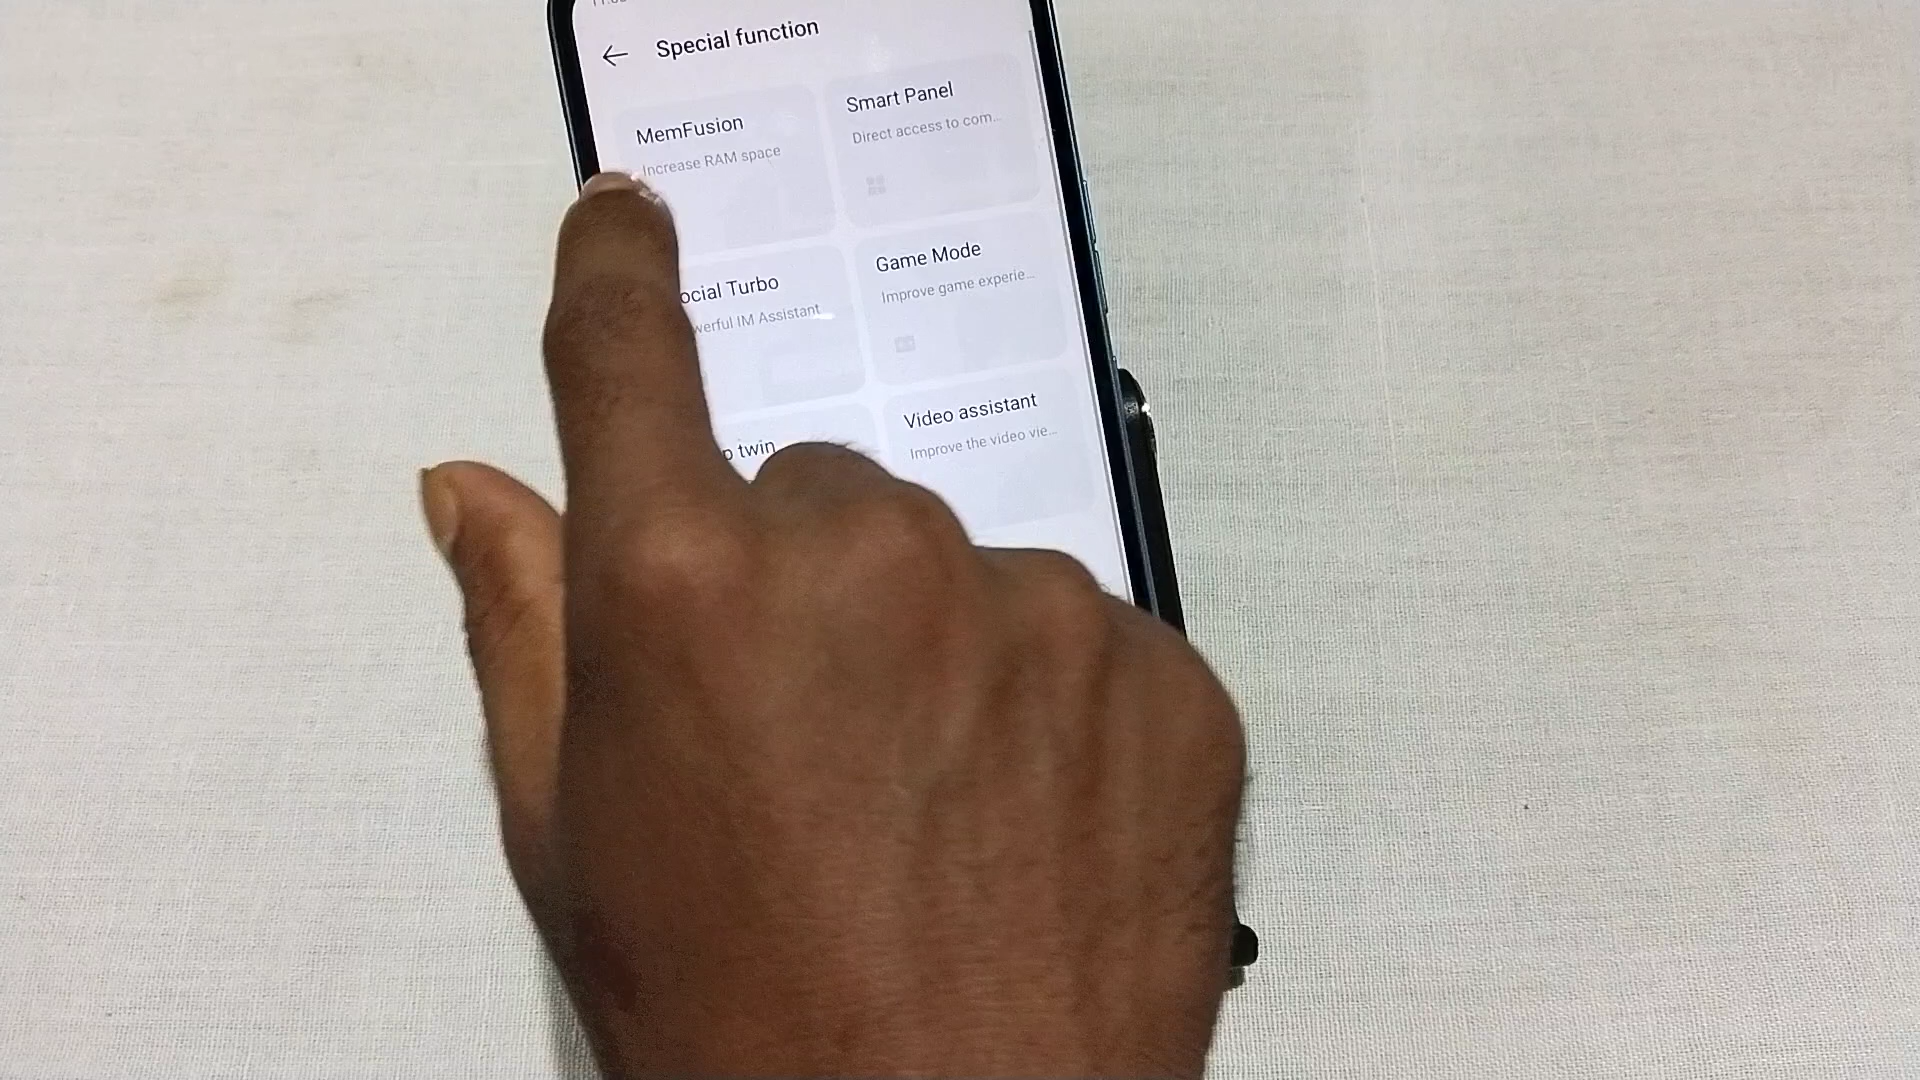 Special function
MemFusion
Increase RAM space
Smart Panel
Direct access to com...
ocial Turbo
werful IM Assistant
Game Mode
Improve game experie...
p twin
Video assistant
Improve the video vie...